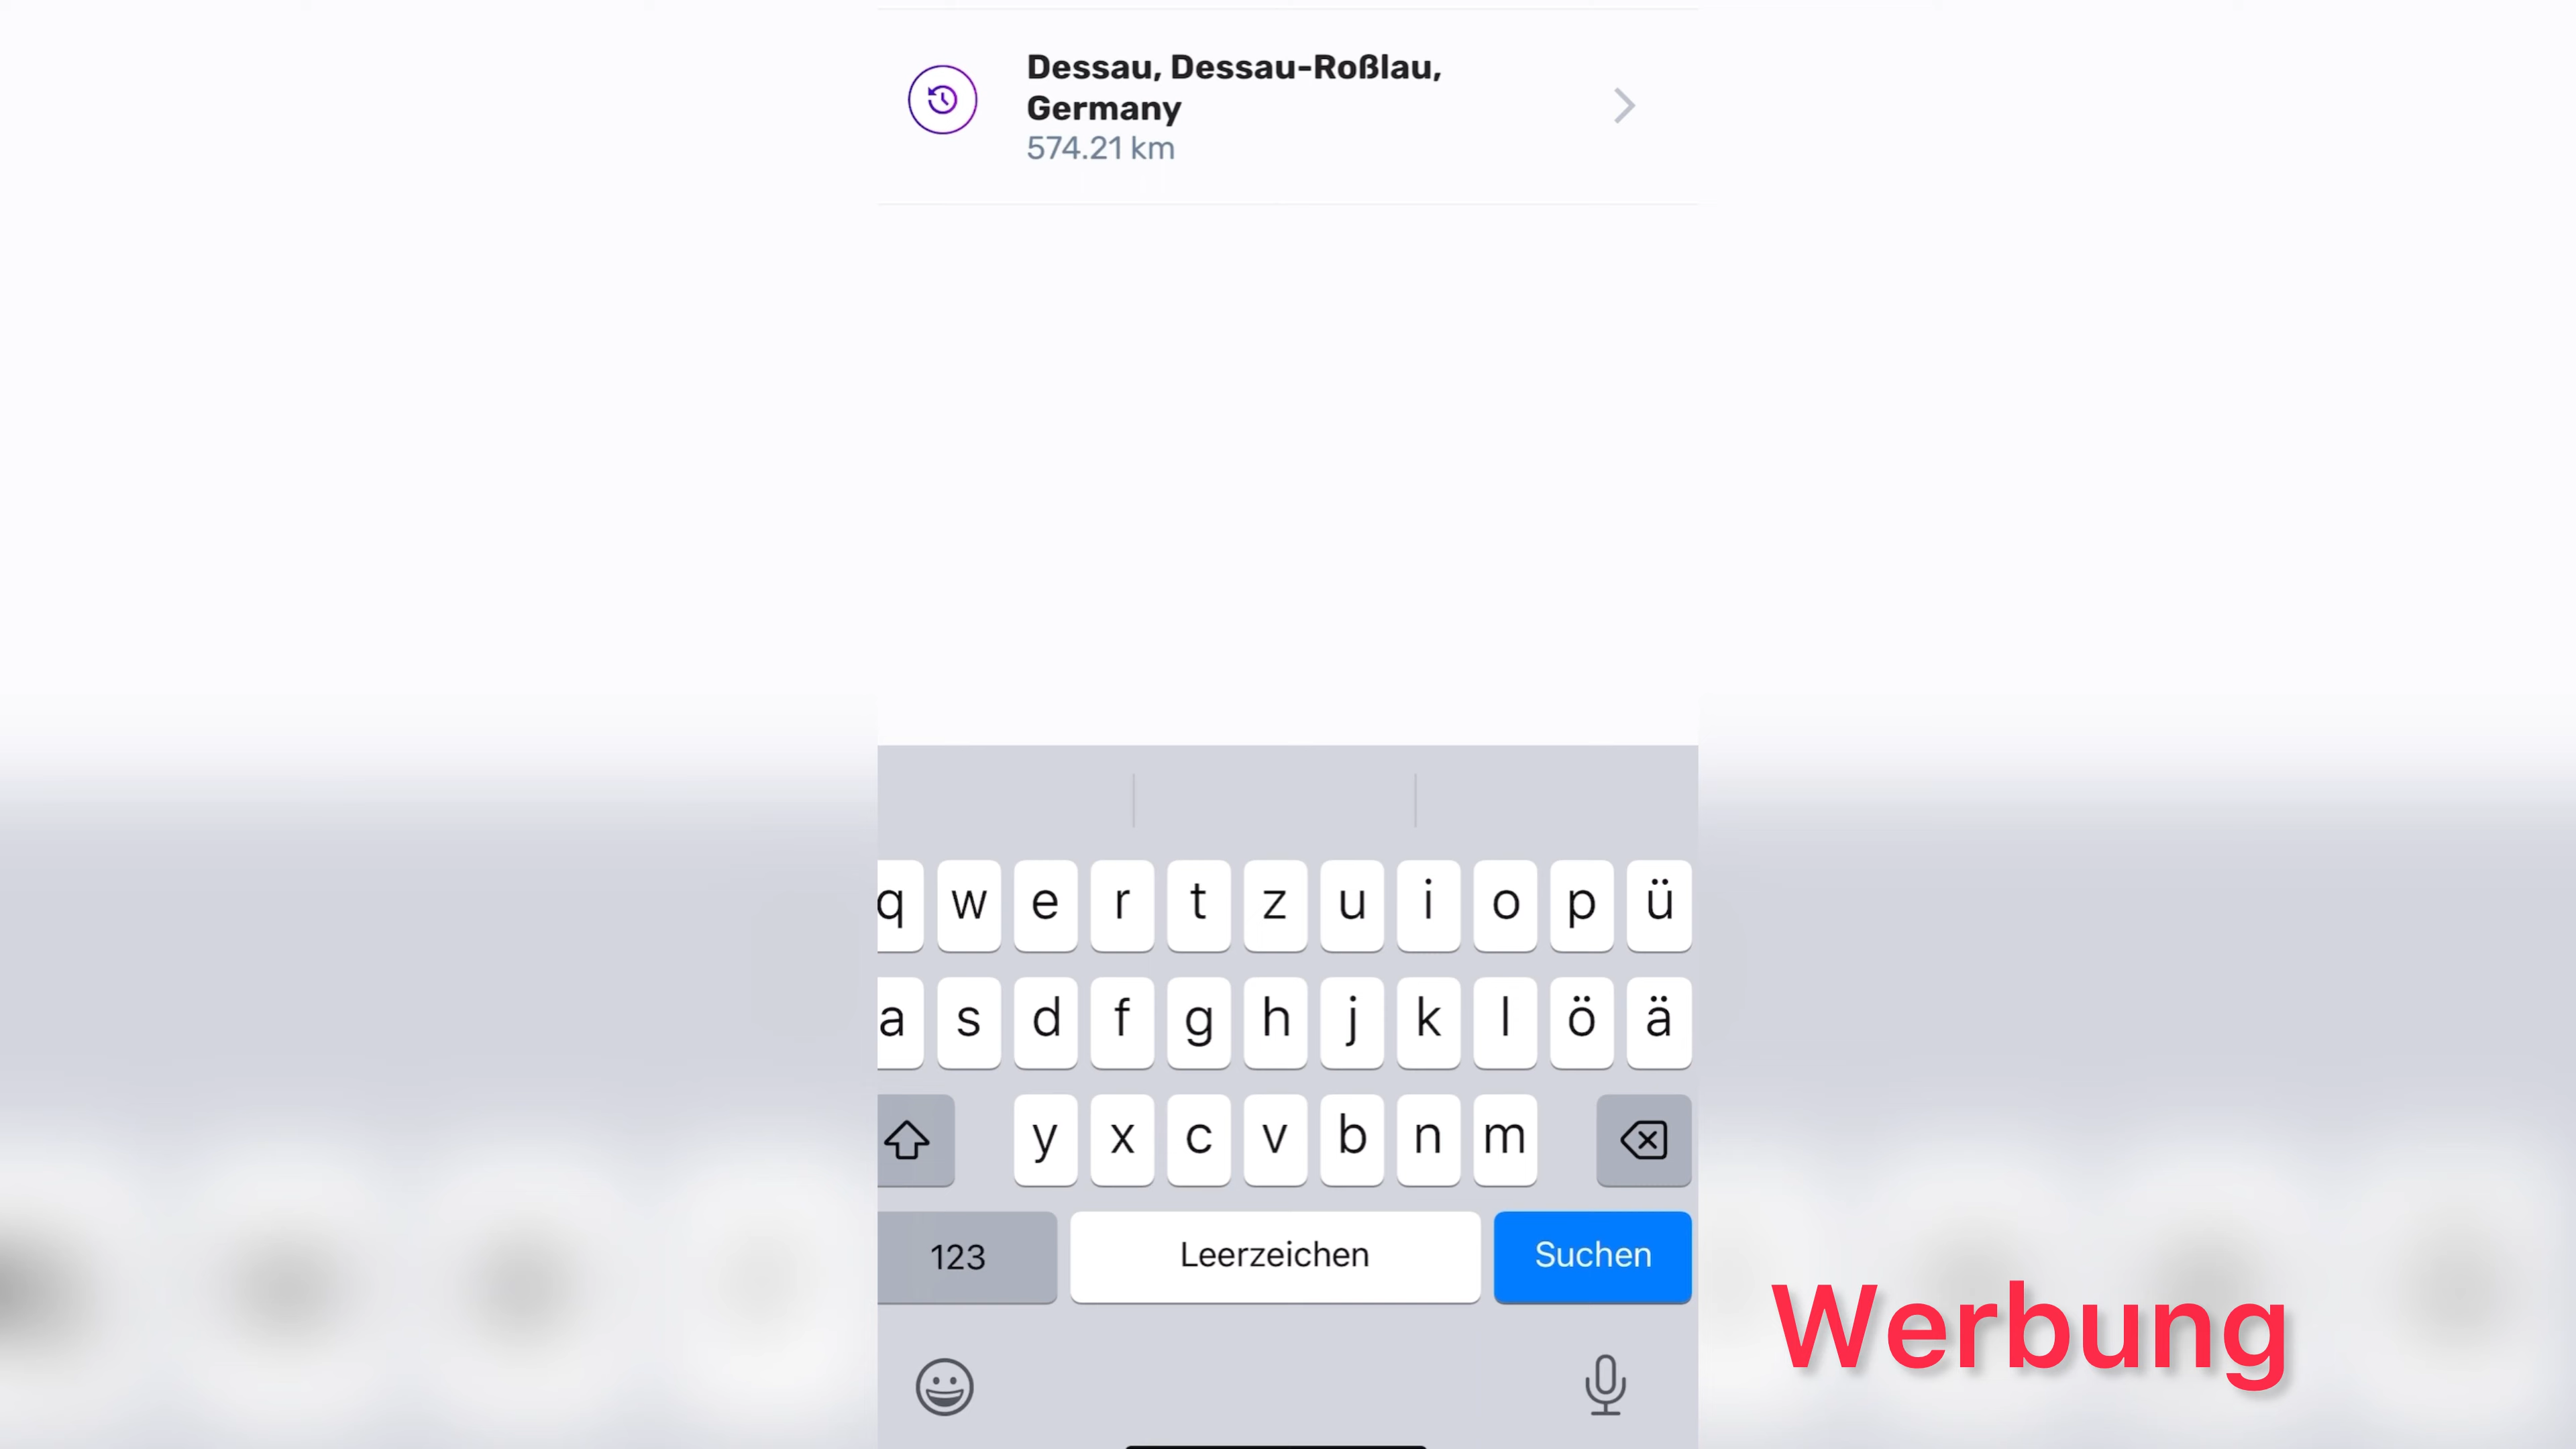 Dessau, Dessau-Roßlau,
Germany
574.21 km
q w e r t z u i o p ü
a s d f g h j k l ö ä
y x c v b n m
123 Leerzeichen Suchen
Werbung